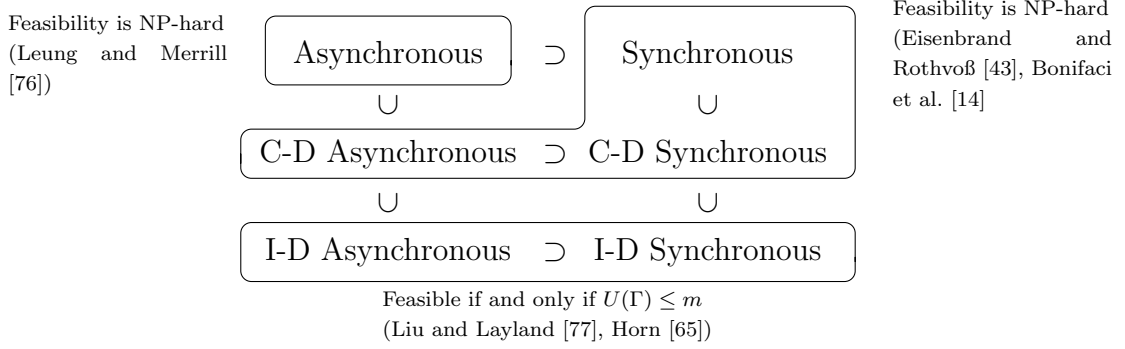 Feasibility is NP-hard
(Leung and Merrill
[76])
Asynchronous ⊃ Synchronous
Feasibility is NP-hard
(Eisenbrand and
Rothvoß [43], Bonifaci
et al. [14]
∪ ∪
C-D Asynchronous ⊃ C-D Synchronous
∪ ∪
I-D Asynchronous ⊃ I-D Synchronous
Feasible if and only if U(Γ) ≤ m
(Liu and Layland [77], Horn [65])